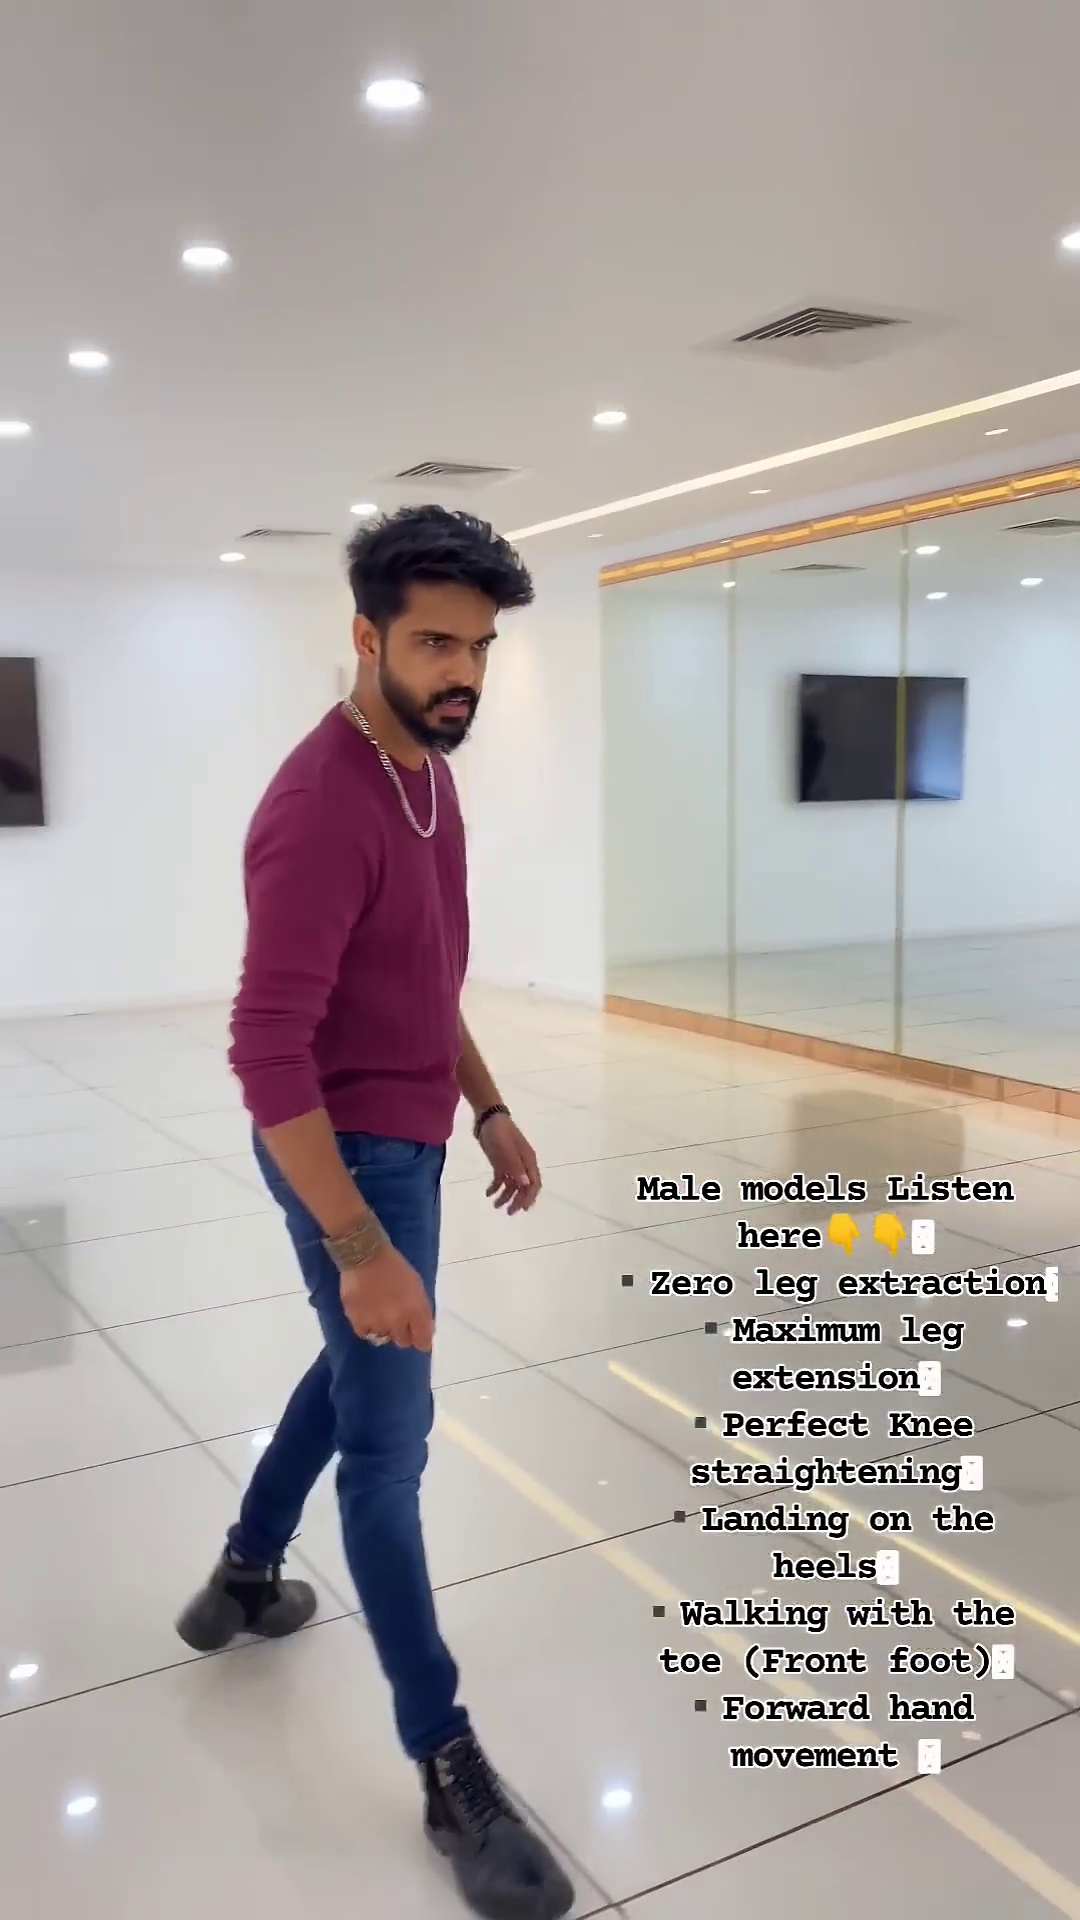 Male models Listen
here👇👇
▪ Zero leg extraction
▪ Maximum leg
extension
▪ Perfect Knee
straightening
▪ Landing on the
heels
▪ Walking with the
toe (Front foot)
▪ Forward hand
movement